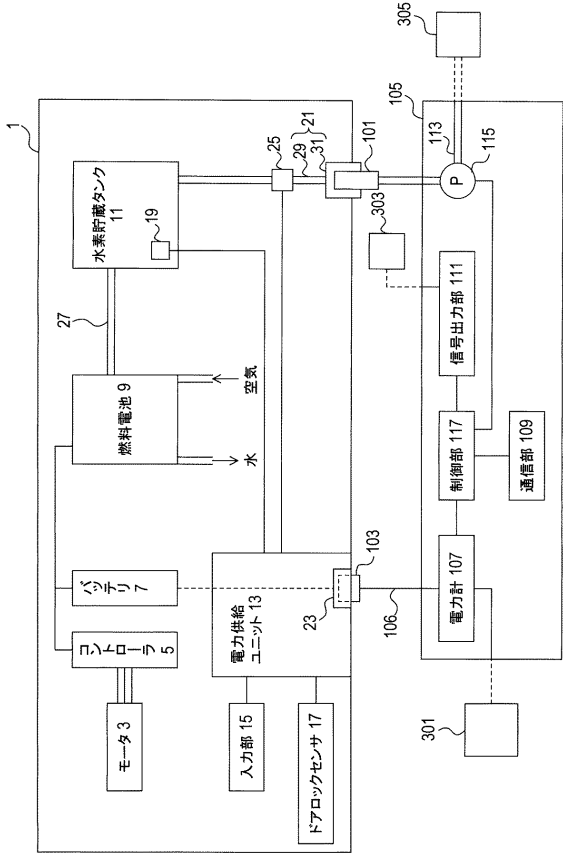 1
水素貯蔵タンク
11
19
27
燃料電池 9
空気
水
バッテリ
7
コントローラ
5
モータ 3
電力供給
ユニット 13
入力部 15
ドアロックセンサ 17
25
29
21
31
101
23
103
106
303
305
105
113
115
P
信号出力部 111
制御部 117
通信部 109
電力計 107
301